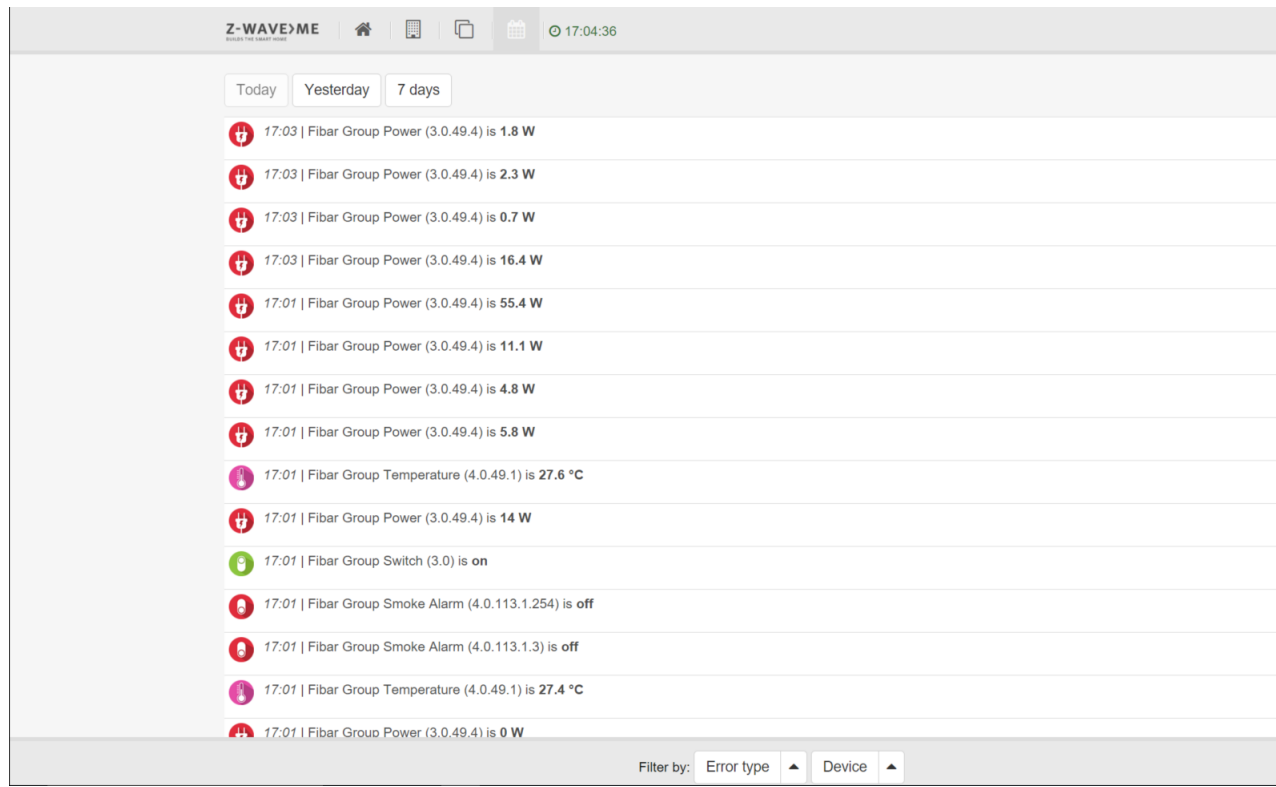 Z-WAVE>ME
BUILDS THE SMART HOME
17:04:36
Today Yesterday 7 days
17:03 | Fibar Group Power (3.0.49.4) is 1.8 W
17:03 | Fibar Group Power (3.0.49.4) is 2.3 W
17:03 | Fibar Group Power (3.0.49.4) is 0.7 W
17:03 | Fibar Group Power (3.0.49.4) is 16.4 W
17:01 | Fibar Group Power (3.0.49.4) is 55.4 W
17:01 | Fibar Group Power (3.0.49.4) is 11.1 W
17:01 | Fibar Group Power (3.0.49.4) is 4.8 W
17:01 | Fibar Group Power (3.0.49.4) is 5.8 W
17:01 | Fibar Group Temperature (4.0.49.1) is 27.6 °C
17:01 | Fibar Group Power (3.0.49.4) is 14 W
17:01 | Fibar Group Switch (3.0) is on
17:01 | Fibar Group Smoke Alarm (4.0.113.1.254) is off
17:01 | Fibar Group Smoke Alarm (4.0.113.1.3) is off
17:01 | Fibar Group Temperature (4.0.49.1) is 27.4 °C
17:01 | Fibar Group Power (3.0.49.4) is 0 W
Filter by: Error type Device